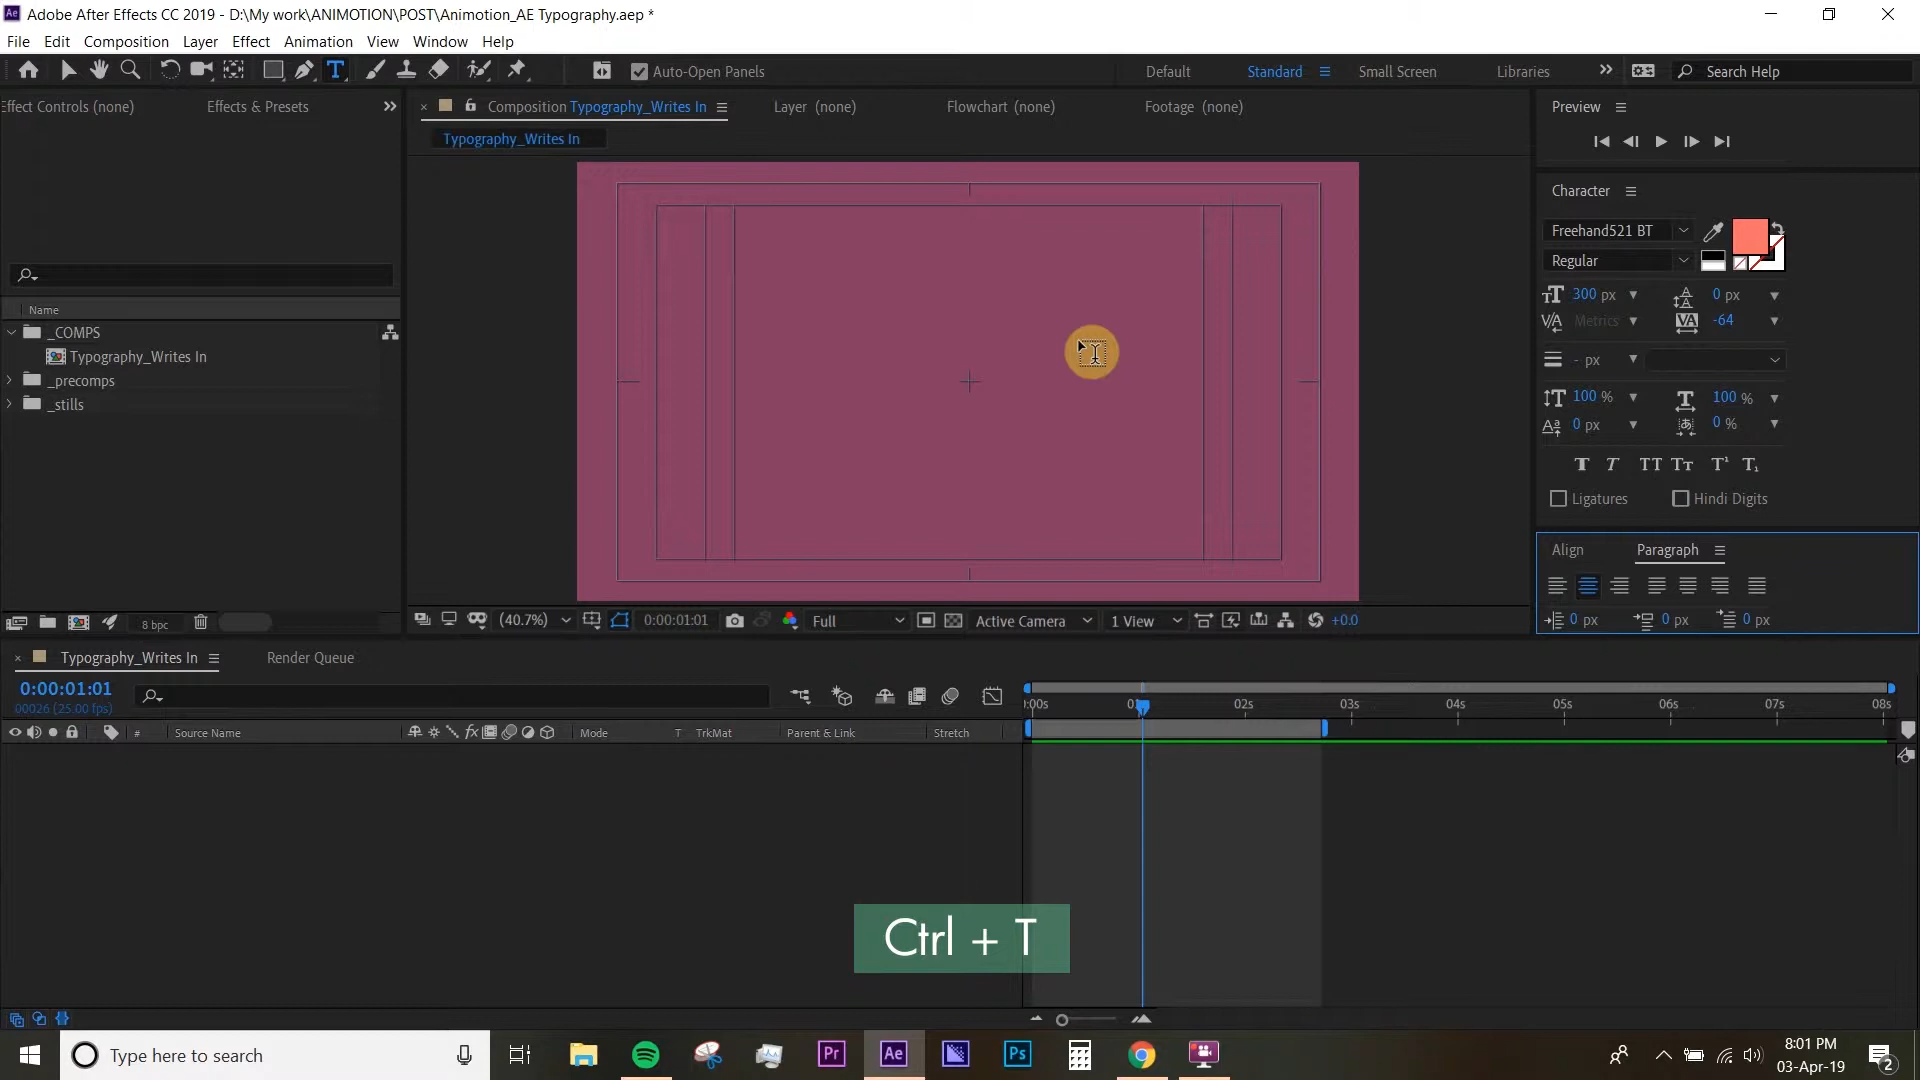 Adobe After Effects CC 2019 - D:\My work\ANIMOTION\POST\Animotion_AE Typography.aep *
File Edit Composition Layer Effect Animation View Window Help
Auto-Open Panels
Default Standard Small Screen Libraries Search Help
Effect Controls (none) Effects & Presets
Composition Typography_Writes In Layer (none) Flowchart (none) Footage (none)
Typography_Writes In
Preview
Character
Freehand521 BT
Regular
300 px 0 px
Metrics -64
- px
100 % 100 %
0 px 0 %
Ligatures Hindi Digits
Align Paragraph
0 px 0 px 0 px
Name
_COMPS
Typography_Writes In
_precomps
_stills
8 bpc
(40.7%) 0:00:01:01 Full Active Camera 1 View +0.0
Typography_Writes In Render Queue
0:00:01:01
00026 (25.00 fps)
:00s 02s 03s 04s 05s 06s 07s 08s
# Source Name Mode T TrkMat Parent & Link Stretch
Ctrl + T
Type here to search
Pr Ae Ps
8:01 PM
03-Apr-19
2